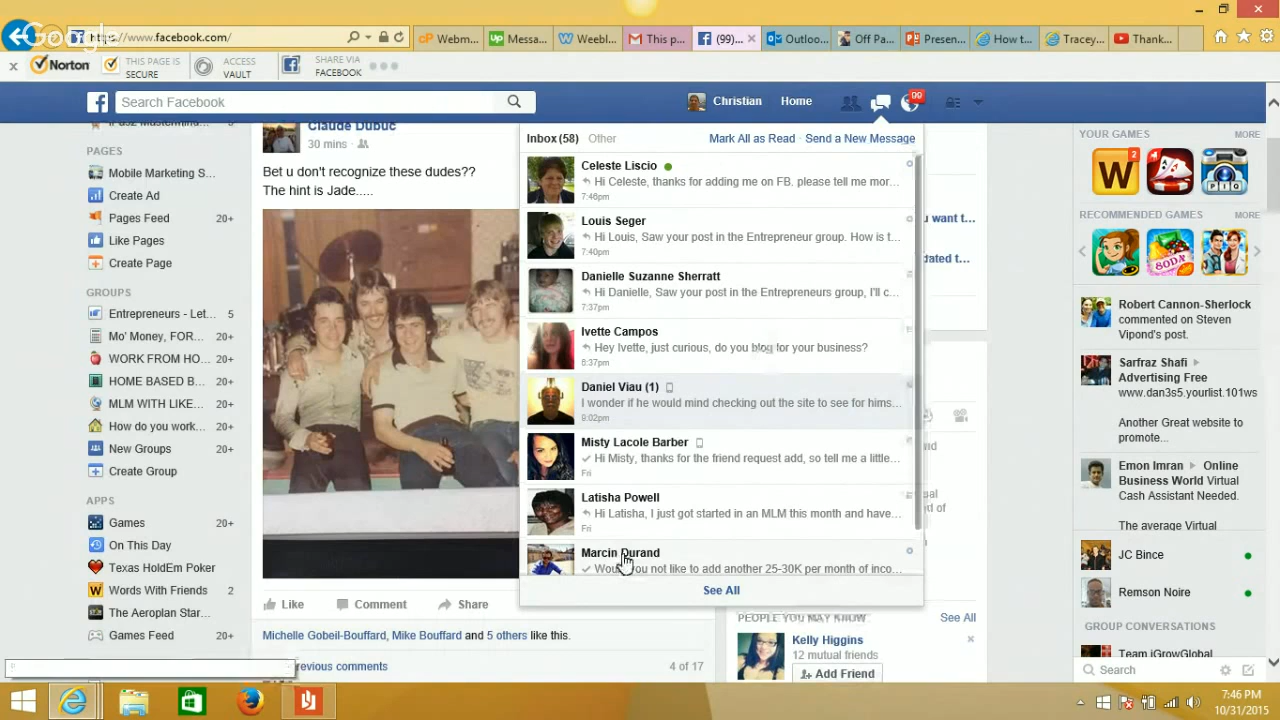 Google
https://www.facebook.com/
cP Webm...
Messa...
Weebl...
This p...
(99)...
Outloo...
Off Pa...
Presen...
How t...
Tracey...
Thank...
Norton
THIS PAGE IS
SECURE
ACCESS
VAULT
SHARE VIA
FACEBOOK
Search Facebook
Christian
Home
99
PAGES
Mobile Marketing S...
Create Ad
Pages Feed 20+
Like Pages
Create Page
GROUPS
Entrepreneurs - Let... 5
Mo' Money, FOR... 20+
WORK FROM HO... 20+
HOME BASED B... 20+
MLM WITH LIKE... 20+
How do you work... 20+
New Groups 20+
Create Group
APPS
Games 20+
On This Day
Texas HoldEm Poker
Words With Friends 2
The Aeroplan Star...
Games Feed 20+
Claude Dubuc
30 mins
Bet u don't recognize these dudes??
The hint is Jade.....
Like Comment Share
Michelle Gobeil-Bouffard, Mike Bouffard and 5 others like this.
revious comments 4 of 17
Inbox (58) Other Mark All as Read · Send a New Message
Celeste Liscio
Hi Celeste, thanks for adding me on FB. please tell me mor...
7:46pm
Louis Seger
Hi Louis, Saw your post in the Entrepreneur group. How is t...
7:40pm
Danielle Suzanne Sherratt
Hi Danielle, Saw your post in the Entrepreneurs group, I'll c...
7:37pm
Ivette Campos
Hey Ivette, just curious, do you blog for your business?
8:37pm
Daniel Viau (1)
I wonder if he would mind checking out the site to see for hims...
9:02pm
Misty Lacole Barber
Hi Misty, thanks for the friend request add, so tell me a little...
Fri
Latisha Powell
Hi Latisha, I just got started in an MLM this month and have...
Fri
Marcin Durand
Would you not like to add another 25-30K per month of inco...
See All
u want t...
dated t...
PEOPLE YOU MAY KNOW See All
Kelly Higgins
12 mutual friends
Add Friend
YOUR GAMES MORE
2
RECOMMENDED GAMES MORE
SODA
Robert Cannon-Sherlock
commented on Steven
Vipond's post.
Sarfraz Shafi
Advertising Free
www.dan3s5.yourlist.101ws
Another Great website to
promote...
Emon Imran Online
Business World Virtual
Cash Assistant Needed.
The average Virtual
JC Bince
Remson Noire
GROUP CONVERSATIONS
Team iGrowGlobal
Search
7:46 PM
10/31/2015